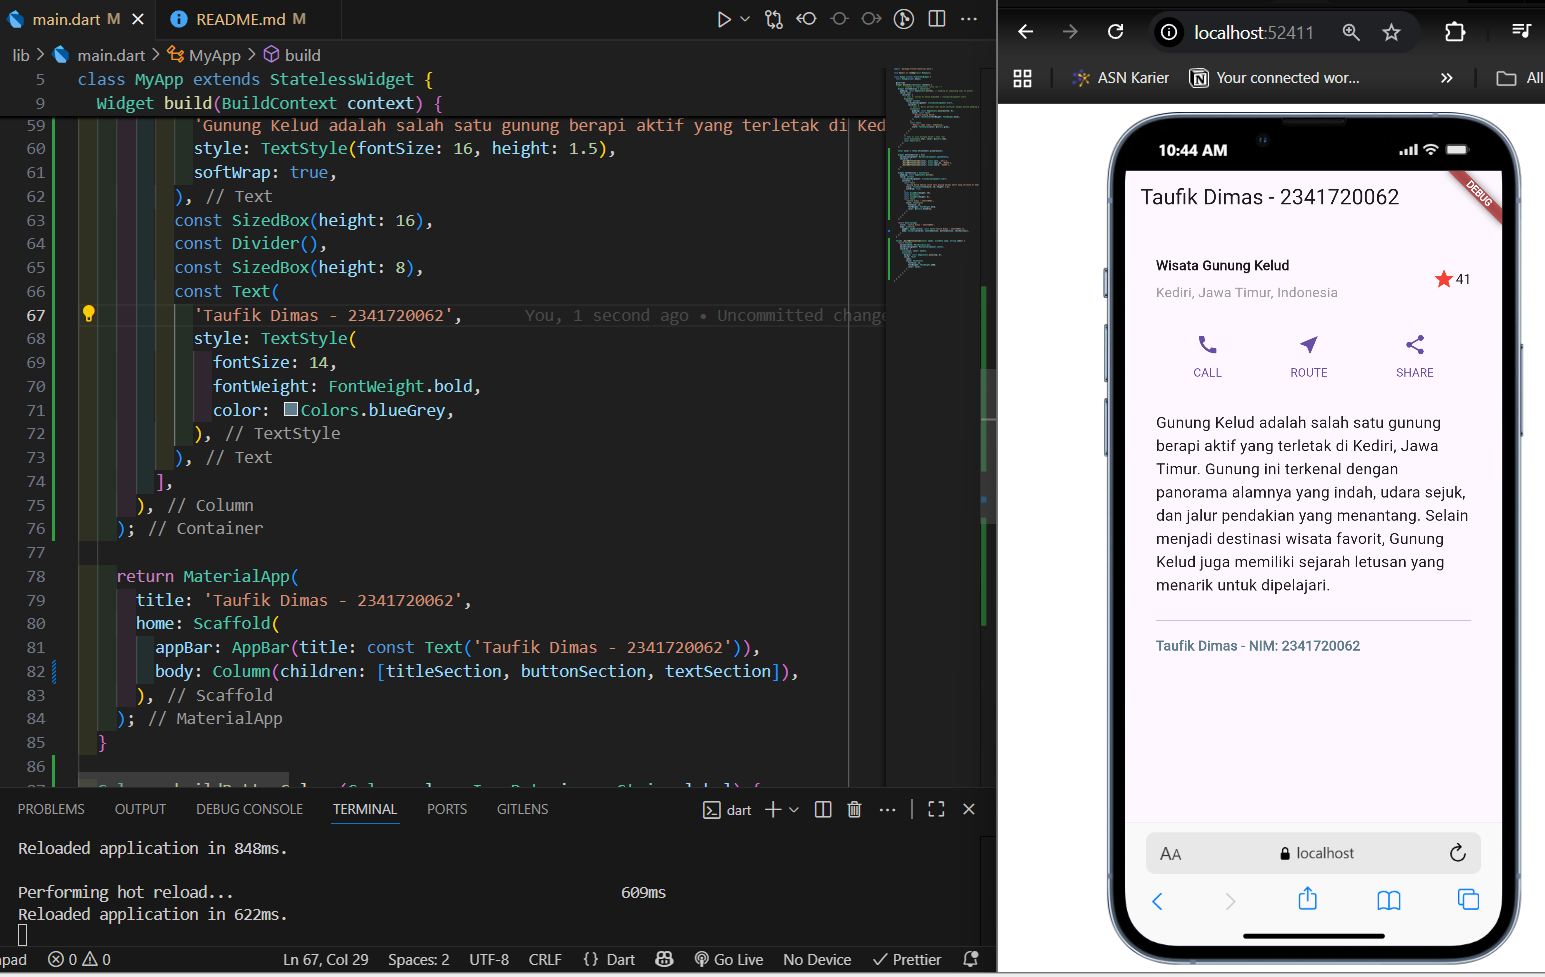 main.dart M
README.md M
lib > main.dart > MyApp > build
5 class MyApp extends StatelessWidget {
9 Widget build(BuildContext context) {
59 'Gunung Kelud adalah salah satu gunung berapi aktif yang terletak di Ked
60 style: TextStyle(fontSize: 16, height: 1.5),
61 softWrap: true,
62 ), // Text
63 const SizedBox(height: 16),
64 const Divider(),
65 const SizedBox(height: 8),
66 const Text(
67 'Taufik Dimas - 2341720062', You, 1 second ago • Uncommitted change
68 style: TextStyle(
69 fontSize: 14,
70 fontWeight: FontWeight.bold,
71 color: Colors.blueGrey,
72 ), // TextStyle
73 ), // Text
74 ],
75 ), // Column
76 ); // Container
77
78 return MaterialApp(
79 title: 'Taufik Dimas - 2341720062',
80 home: Scaffold(
81 appBar: AppBar(title: const Text('Taufik Dimas - 2341720062')),
82 body: Column(children: [titleSection, buttonSection, textSection]),
83 ), // Scaffold
84 ); // MaterialApp
85 }
86
PROBLEMS OUTPUT DEBUG CONSOLE TERMINAL PORTS GITLENS
dart
Reloaded application in 848ms.
Performing hot reload... 609ms
Reloaded application in 622ms.
pad 0 0 Ln 67, Col 29 Spaces: 2 UTF-8 CRLF {} Dart Go Live No Device Prettier
localhost:52411
ASN Karier
Your connected wor...
»
All
10:44 AM
DEBUG
Taufik Dimas - 2341720062
Wisata Gunung Kelud
Kediri, Jawa Timur, Indonesia
41
CALL ROUTE SHARE
Gunung Kelud adalah salah satu gunung
berapi aktif yang terletak di Kediri, Jawa
Timur. Gunung ini terkenal dengan
panorama alamnya yang indah, udara sejuk,
dan jalur pendakian yang menantang. Selain
menjadi destinasi wisata favorit, Gunung
Kelud juga memiliki sejarah letusan yang
menarik untuk dipelajari.
Taufik Dimas - NIM: 2341720062
AA
localhost